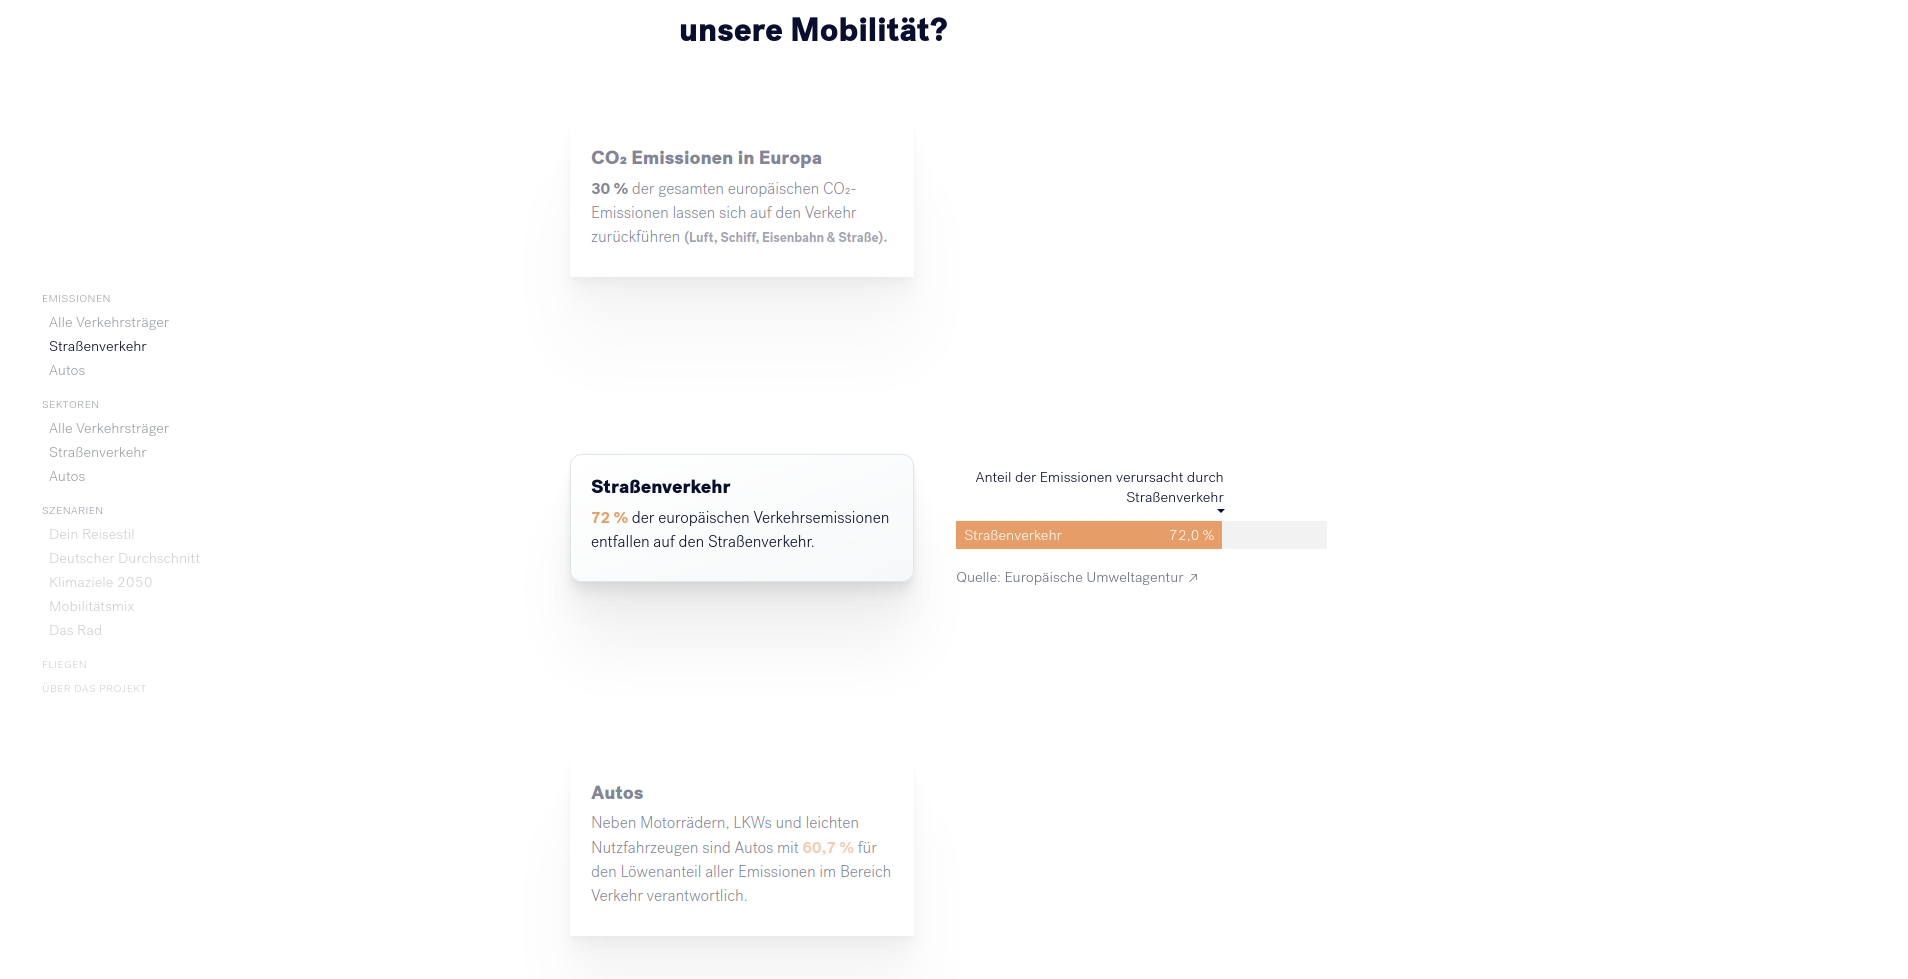 unsere Mobilität?
CO₂ Emissionen in Europa
30 % der gesamten europäischen CO₂-
Emissionen lassen sich auf den Verkehr
zurückführen (Luft, Schiff, Eisenbahn & Straße).
EMISSIONEN
Alle Verkehrsträger
Straßenverkehr
Autos
SEKTOREN
Alle Verkehrsträger
Straßenverkehr
Autos
SZENARIEN
Dein Reisestil
Deutscher Durchschnitt
Klimaziele 2050
Mobilitätsmix
Das Rad
FLIEGEN
ÜBER DAS PROJEKT
Straßenverkehr
72 % der europäischen Verkehrsemissionen
entfallen auf den Straßenverkehr.
Anteil der Emissionen verursacht durch
Straßenverkehr
Straßenverkehr 72,0 %
Quelle: Europäische Umweltagentur ↗
Autos
Neben Motorrädern, LKWs und leichten
Nutzfahrzeugen sind Autos mit 60,7 % für
den Löwenanteil aller Emissionen im Bereich
Verkehr verantwortlich.